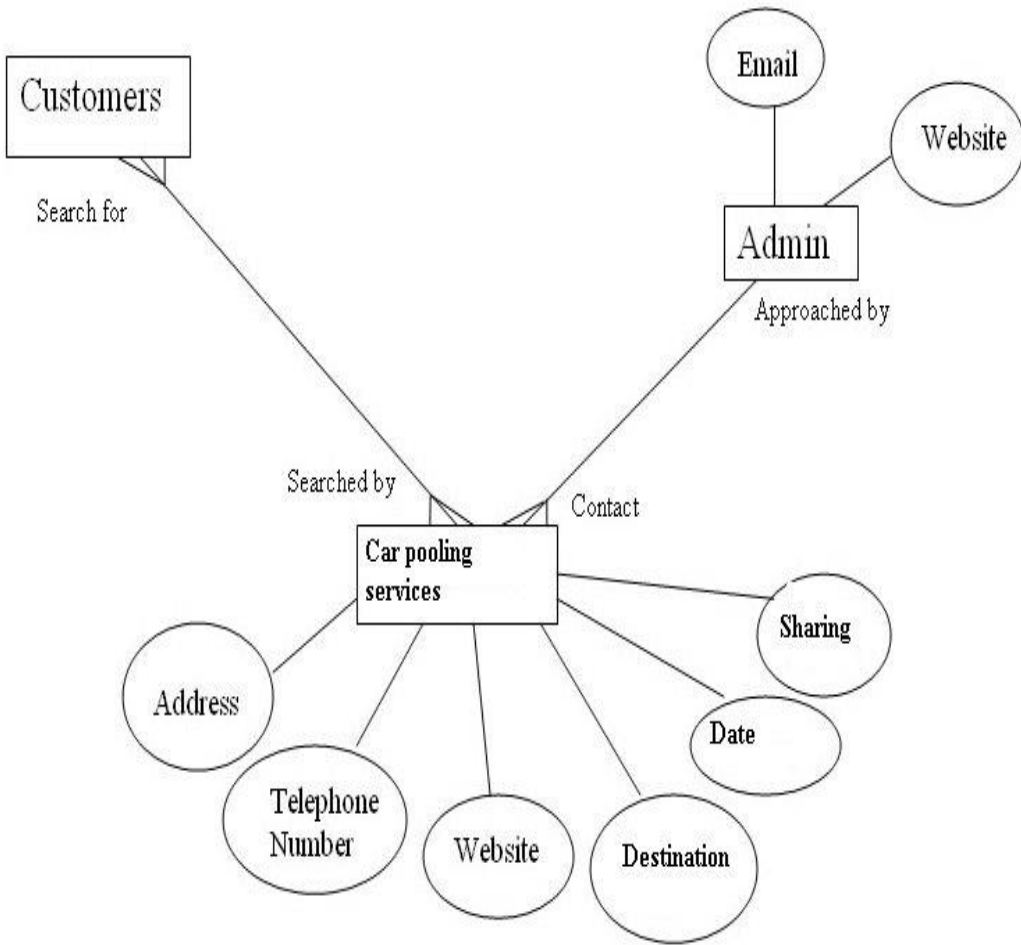 Email
Customers
Website
Search for
Admin
Approached by
Searched by
Contact
Car pooling
services
Sharing
Address
Date
Telephone
Number
Website
Destination